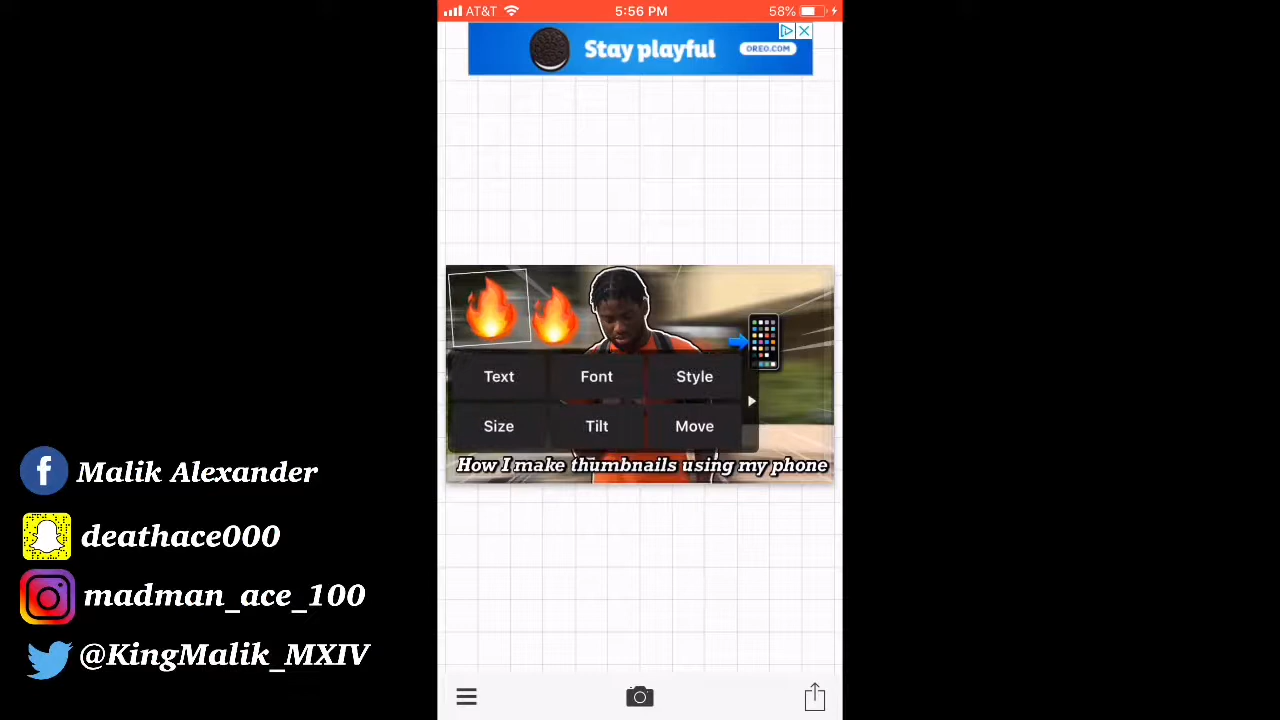 AT&T
5:56 PM
58%
Stay playful
OREO.COM
Text
Font
Style
Size
Tilt
Move
How I make thumbnails using my phone
f Malik Alexander
deathace000
madman_ace_100
@KingMalik_MXIV